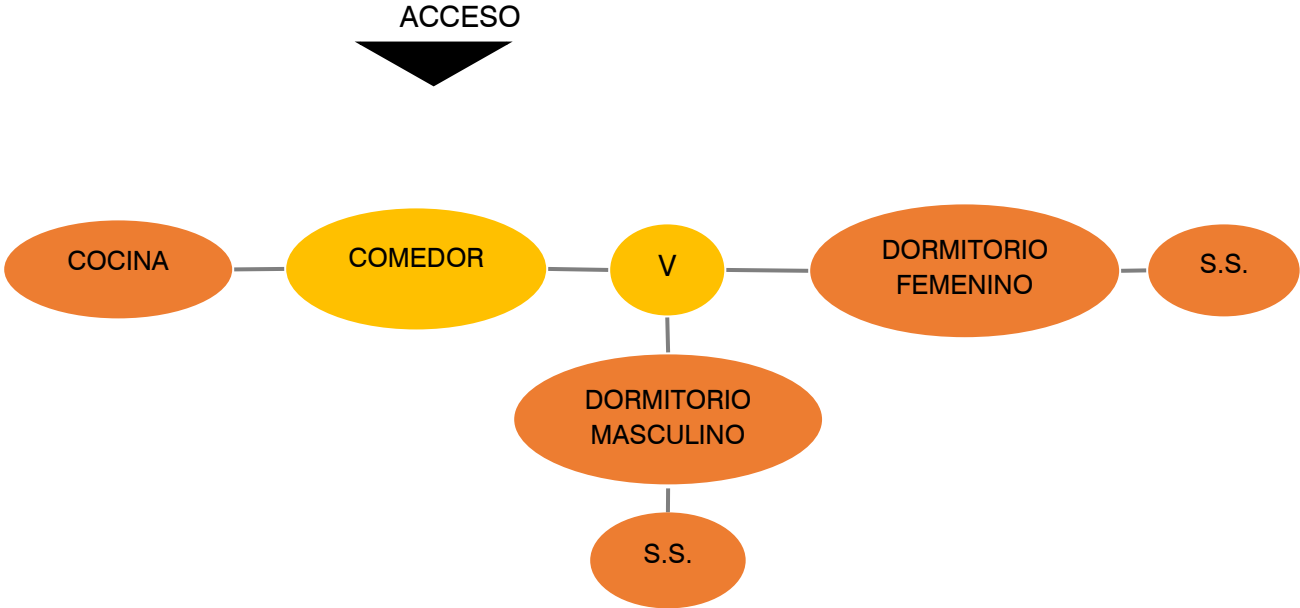 ACCESO
COCINA
COMEDOR
V
DORMITORIO
FEMENINO
S.S.
DORMITORIO
MASCULINO
S.S.